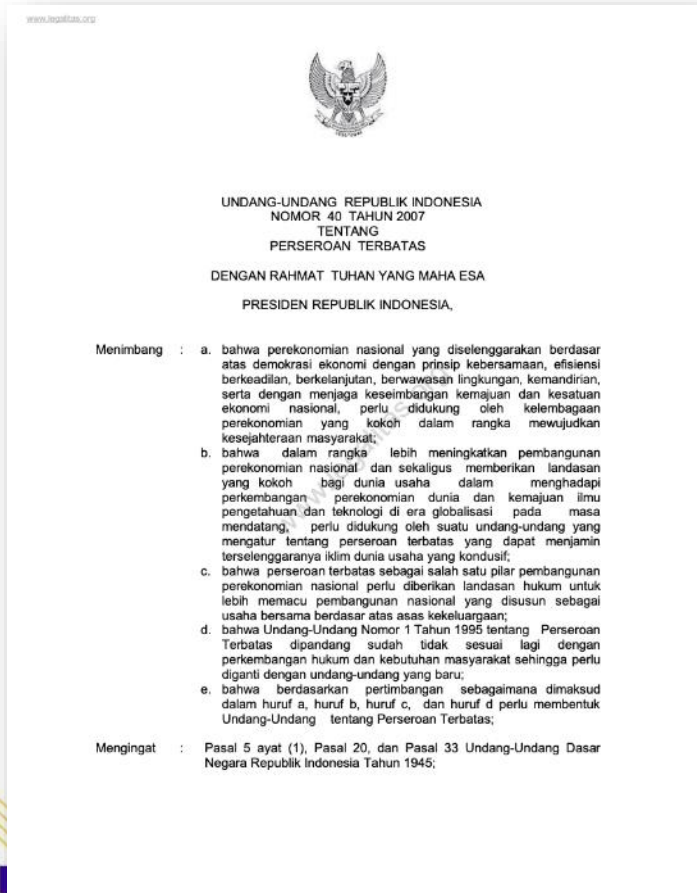 www.legalitas.org
UNDANG-UNDANG REPUBLIK INDONESIA
NOMOR 40 TAHUN 2007
TENTANG
PERSEROAN TERBATAS
DENGAN RAHMAT TUHAN YANG MAHA ESA
PRESIDEN REPUBLIK INDONESIA,
Menimbang : a. bahwa perekonomian nasional yang diselenggarakan berdasar
atas demokrasi ekonomi dengan prinsip kebersamaan, efisiensi
berkeadilan, berkelanjutan, berwawasan lingkungan, kemandirian,
serta dengan menjaga keseimbangan kemajuan dan kesatuan
ekonomi nasional, perlu didukung oleh kelembagaan
perekonomian yang kokoh dalam rangka mewujudkan
kesejahteraan masyarakat;
b. bahwa dalam rangka lebih meningkatkan pembangunan
perekonomian nasional dan sekaligus memberikan landasan
yang kokoh bagi dunia usaha dalam menghadapi
perkembangan perekonomian dunia dan kemajuan ilmu
pengetahuan dan teknologi di era globalisasi pada masa
mendatang, perlu didukung oleh suatu undang-undang yang
mengatur tentang perseroan terbatas yang dapat menjamin
terselenggaranya iklim dunia usaha yang kondusif;
c. bahwa perseroan terbatas sebagai salah satu pilar pembangunan
perekonomian nasional perlu diberikan landasan hukum untuk
lebih memacu pembangunan nasional yang disusun sebagai
usaha bersama berdasar atas asas kekeluargaan;
d. bahwa Undang-Undang Nomor 1 Tahun 1995 tentang Perseroan
Terbatas dipandang sudah tidak sesuai lagi dengan
perkembangan hukum dan kebutuhan masyarakat sehingga perlu
diganti dengan undang-undang yang baru;
e. bahwa berdasarkan pertimbangan sebagaimana dimaksud
dalam huruf a, huruf b, huruf c, dan huruf d perlu membentuk
Undang-Undang tentang Perseroan Terbatas;
Mengingat : Pasal 5 ayat (1), Pasal 20, dan Pasal 33 Undang-Undang Dasar
Negara Republik Indonesia Tahun 1945;
www.legalitas.org